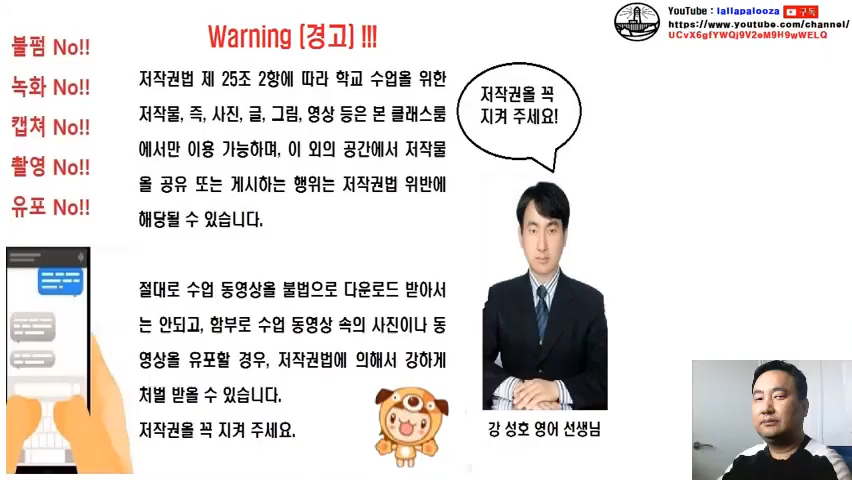 불펌 No!!
녹화 No!!
캡쳐 No!!
촬영 No!!
유포 No!!
Warning (경고) !!!
저작권법 제 25조 2항에 따라 학교 수업을 위한
저작물, 즉, 사진, 글, 그림, 영상 등은 본 클래스룸
에서만 이용 가능하며, 이 외의 공간에서 저작물
을 공유 또는 게시하는 행위는 저작권법 위반에
해당될 수 있습니다.
절대로 수업 동영상을 불법으로 다운로드 받아서
는 안되고, 함부로 수업 동영상 속의 사진이나 동
영상을 유포할 경우, 저작권법에 의해서 강하게
처벌 받을 수 있습니다.
저작권을 꼭 지켜 주세요.
저작권을 꼭
지켜 주세요!
강 성호 영어 선생님
YouTube : lallapalooza 구독
https://www.youtube.com/channel/
UCvX6gfYWQj9V2eM9H9wWELQ